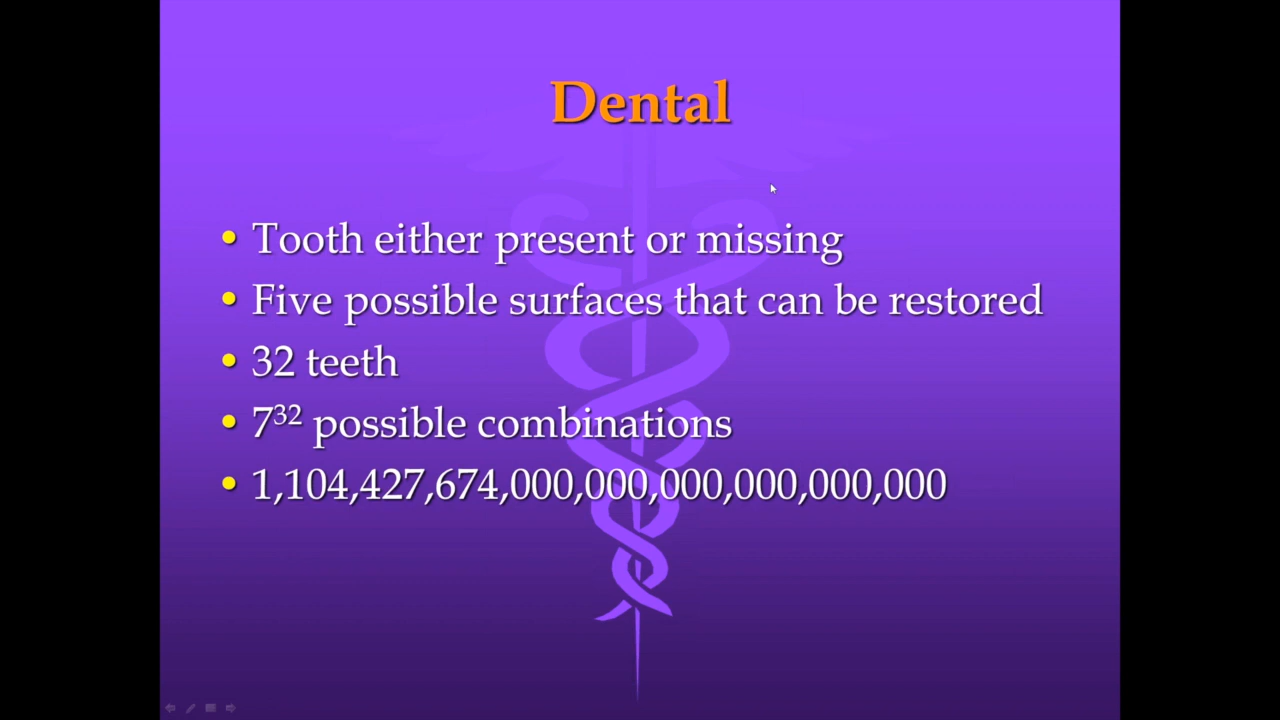 Dental
• Tooth either present or missing
• Five possible surfaces that can be restored
• 32 teeth
• 7³² possible combinations
• 1,104,427,674,000,000,000,000,000,000